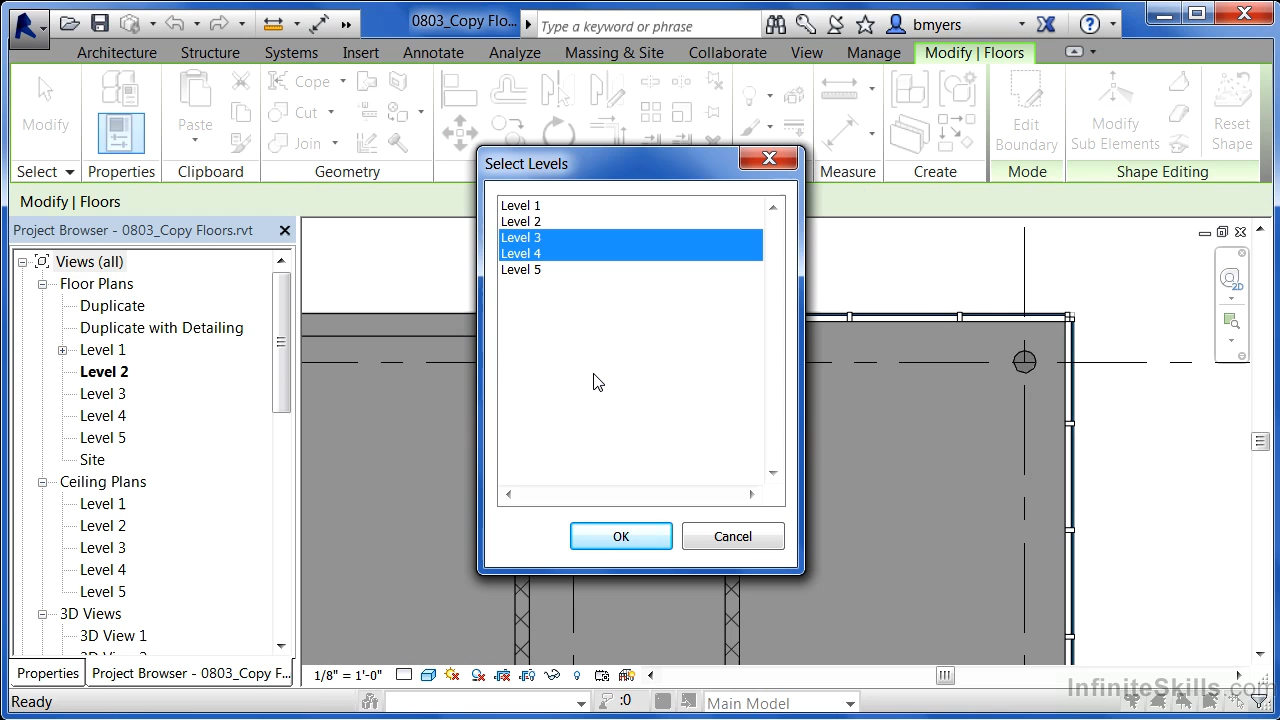 0803_Copy Flo...
Type a keyword or phrase
bmyers
Architecture
Structure
Systems
Insert
Annotate
Analyze
Massing & Site
Collaborate
View
Manage
Modify | Floors
Modify
Paste
Cope
Cut
Join
Edit
Boundary
Modify
Sub Elements
Reset
Shape
Select
Properties
Clipboard
Geometry
Measure
Create
Mode
Shape Editing
Modify | Floors
Project Browser - 0803_Copy Floors.rvt
Views (all)
Floor Plans
Duplicate
Duplicate with Detailing
Level 1
Level 2
Level 3
Level 4
Level 5
Site
Ceiling Plans
Level 1
Level 2
Level 3
Level 4
Level 5
3D Views
3D View 1
Select Levels
Level 1
Level 2
Level 3
Level 4
Level 5
OK
Cancel
2D
Properties
Project Browser - 0803_Copy F...
1/8" = 1'-0"
Ready
:0
Main Model
InfiniteSkills.com